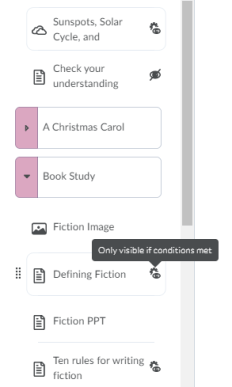 Sunspots, Solar
Cycle, and
Check your
understanding
A Christmas Carol
Book Study
Fiction Image
Only visible if conditions met
Defining Fiction
Fiction PPT
Ten rules for writing
fiction